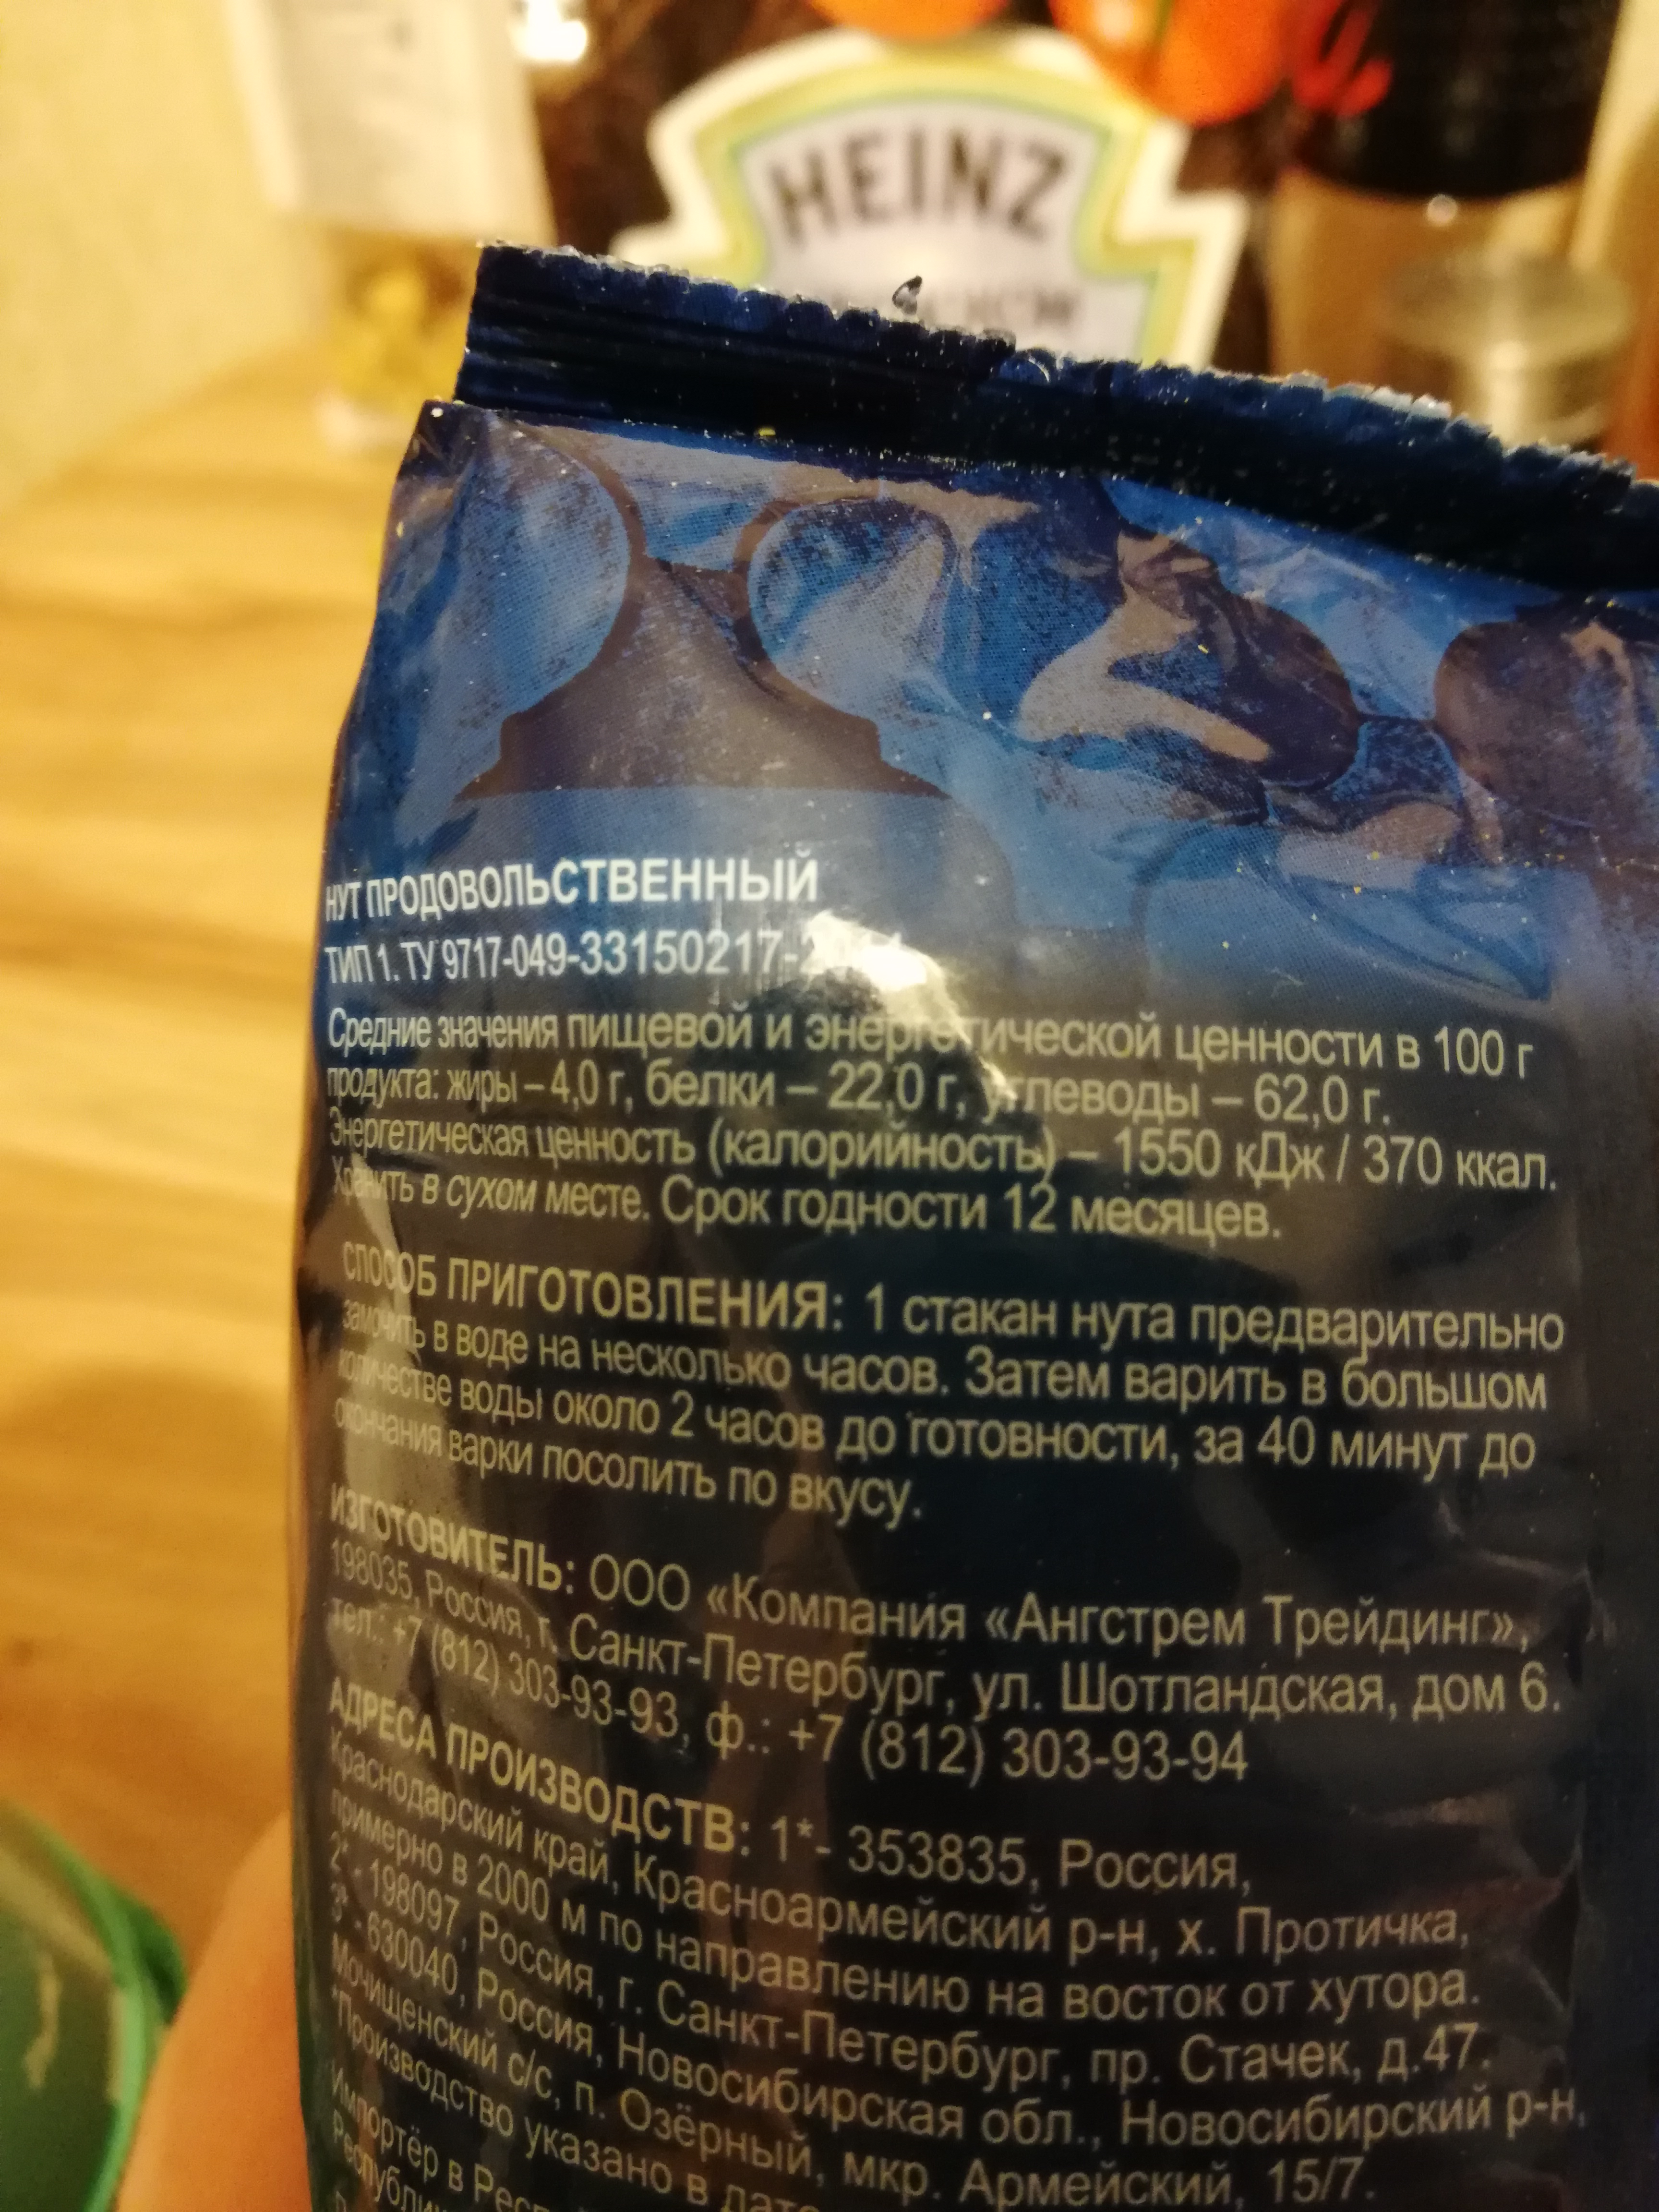 HEINZ
НУТ ПРОДОВОЛЬСТВЕННЫЙ
ТИП 1. ТУ 9717-049-33150217-
Средние значения пищевой и энергетической ценности в 100 г
продукта: жиры – 4,0 г, белки – 22,0 г, углеводы – 62,0 г.
Энергетическая ценность (калорийность) – 1550 кДж / 370 ккал.
Хранить в сухом месте. Срок годности 12 месяцев.
СПОСОБ ПРИГОТОВЛЕНИЯ: 1 стакан нута предварительно
замочить в воде на несколько часов. Затем варить в большом
количестве воды около 2 часов до готовности, за 40 минут до
окончания варки посолить по вкусу.
ИЗГОТОВИТЕЛЬ: ООО «Компания «Ангстрем Трейдинг»,
198035, Россия, г. Санкт-Петербург, ул. Шотландская, дом 6.
тел.: +7 (812) 303-93-93, ф.: +7 (812) 303-93-94
АДРЕСА ПРОИЗВОДСТВ: 1*- 353835, Россия,
Краснодарский край, Красноармейский р-н, х. Протичка,
примерно в 2000 м по направлению на восток от хутора.
2* - 198097, Россия, г. Санкт-Петербург, пр. Стачек, д.47.
3* - 630040, Россия, Новосибирская обл., Новосибирский р-н,
Мочищенский с/с, п. Озёрный, мкр. Армейский, 15/7.
*Производство указано в дате
Импортёр в